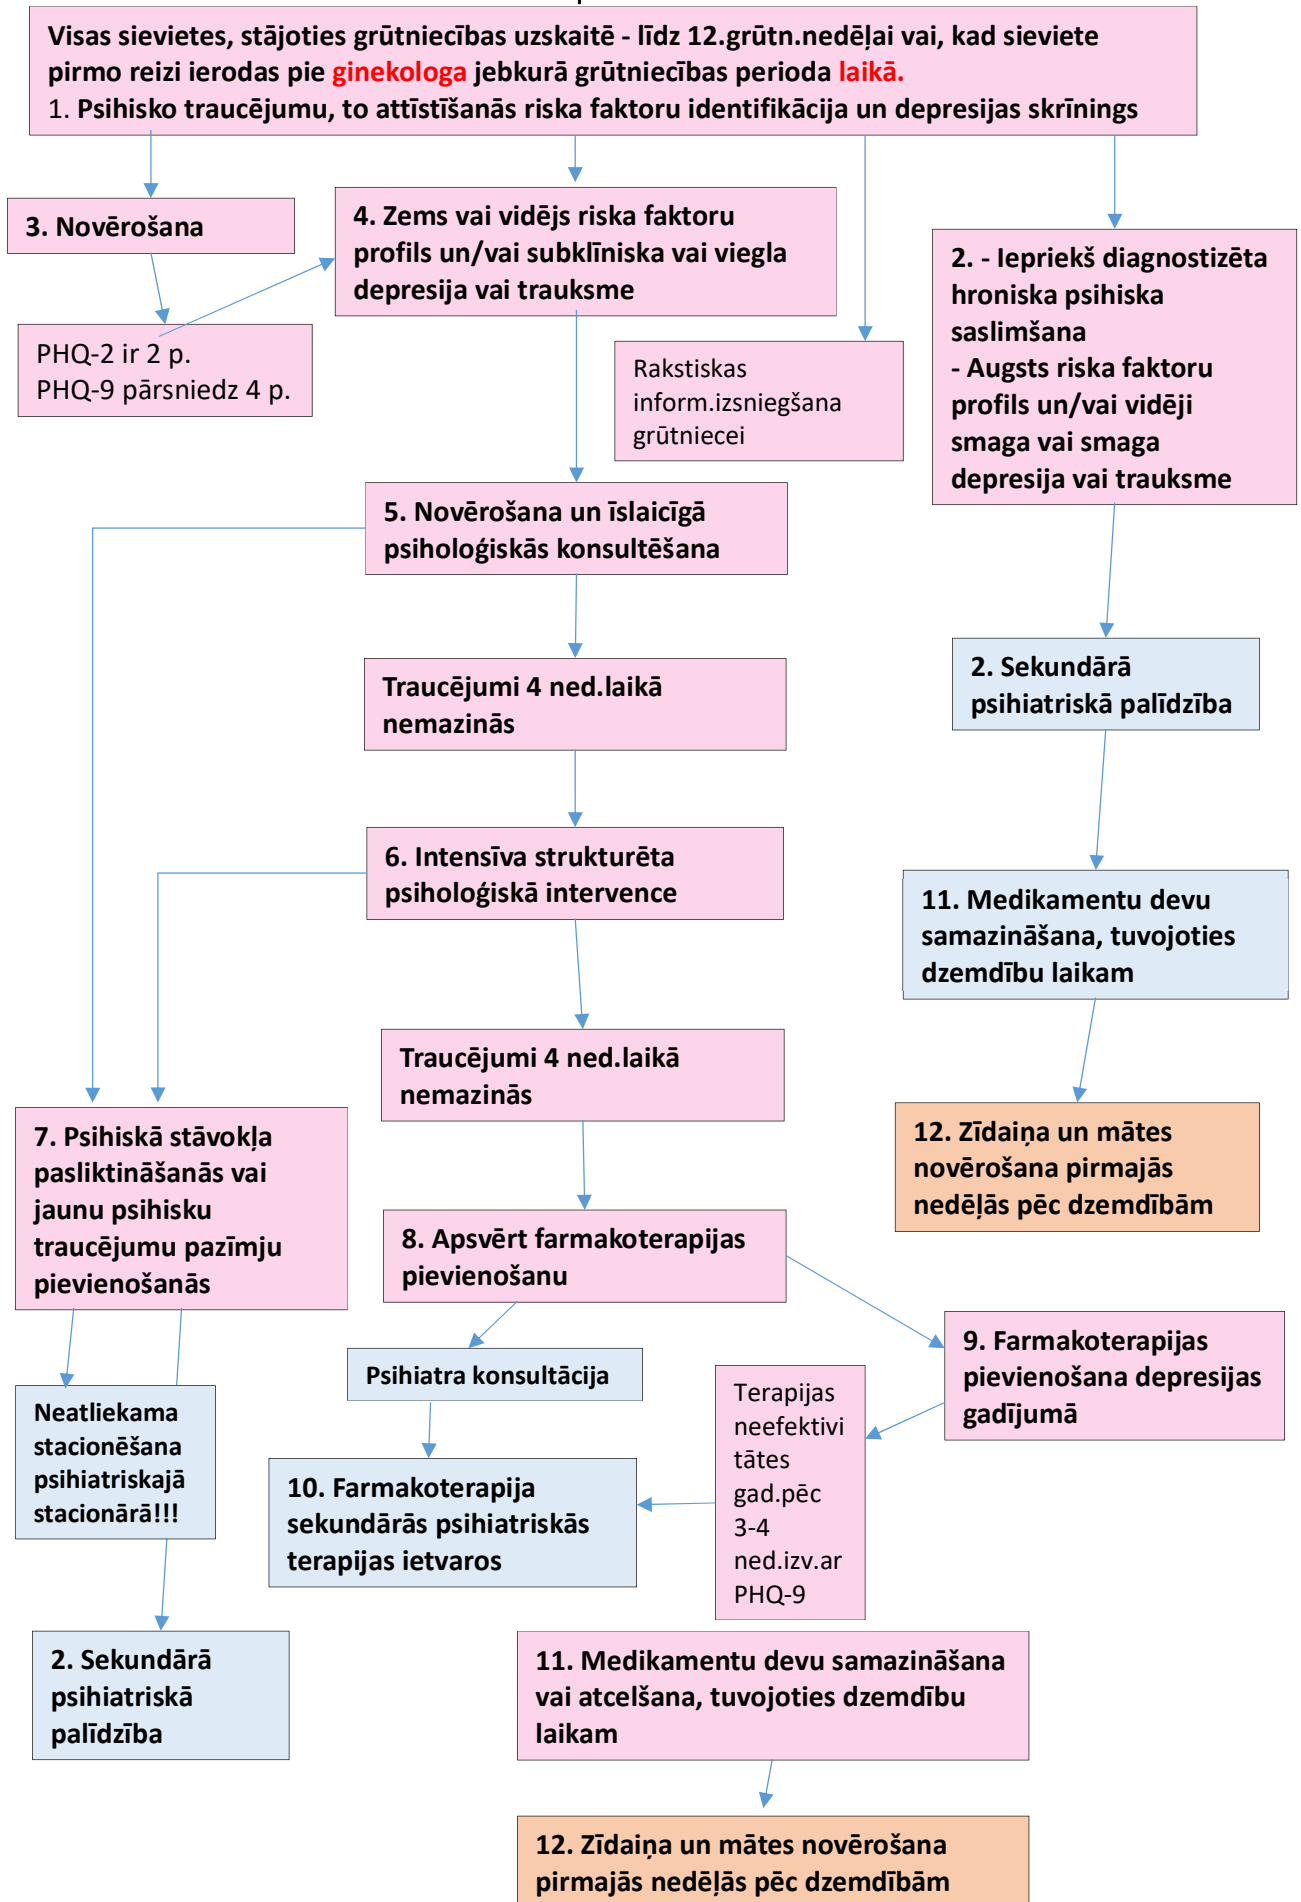 Visas sievietes, stājoties grūtniecības uzskaitē - līdz 12.grūtn.nedēļai vai, kad sieviete
pirmo reizi ierodas pie ginekologa jebkurā grūtniecības perioda laikā.
1. Psihisko traucējumu, to attīstīšanās riska faktoru identifikācija un depresijas skrīnings
3. Novērošana
4. Zems vai vidējs riska faktoru
profils un/vai subklīniska vai viegla
depresija vai trauksme
2. - Iepriekš diagnostizēta
hroniska psihiska
saslimšana
- Augsts riska faktoru
profils un/vai vidēji
smaga vai smaga
depresija vai trauksme
PHQ-2 ir 2 p.
PHQ-9 pārsniedz 4 p.
Rakstiskas
inform.izsniegšana
grūtniecei
5. Novērošana un īslaicīgā
psiholoģiskās konsultēšana
Traucējumi 4 ned.laikā
nemazinās
2. Sekundārā
psihiatriskā palīdzība
6. Intensīva strukturēta
psiholoģiskā intervence
11. Medikamentu devu
samazināšana, tuvojoties
dzemdību laikam
Traucējumi 4 ned.laikā
nemazinās
7. Psihiskā stāvokļa
pasliktināšanās vai
jaunu psihisku
traucējumu pazīmju
pievienošanās
12. Zīdaiņa un mātes
novērošana pirmajās
nedēļās pēc dzemdībām
8. Apsvērt farmakoterapijas
pievienošanu
9. Farmakoterapijas
pievienošana depresijas
gadījumā
Psihiatra konsultācija
Terapijas
neefektivi
tātes
gad.pēc
3-4
ned.izv.ar
PHQ-9
Neatliekama
stacionēšana
psihiatriskajā
stacionārā!!!
10. Farmakoterapija
sekundārās psihiatriskās
terapijas ietvaros
2. Sekundārā
psihiatriskā
palīdzība
11. Medikamentu devu samazināšana
vai atcelšana, tuvojoties dzemdību
laikam
12. Zīdaiņa un mātes novērošana
pirmajās nedēļās pēc dzemdībām